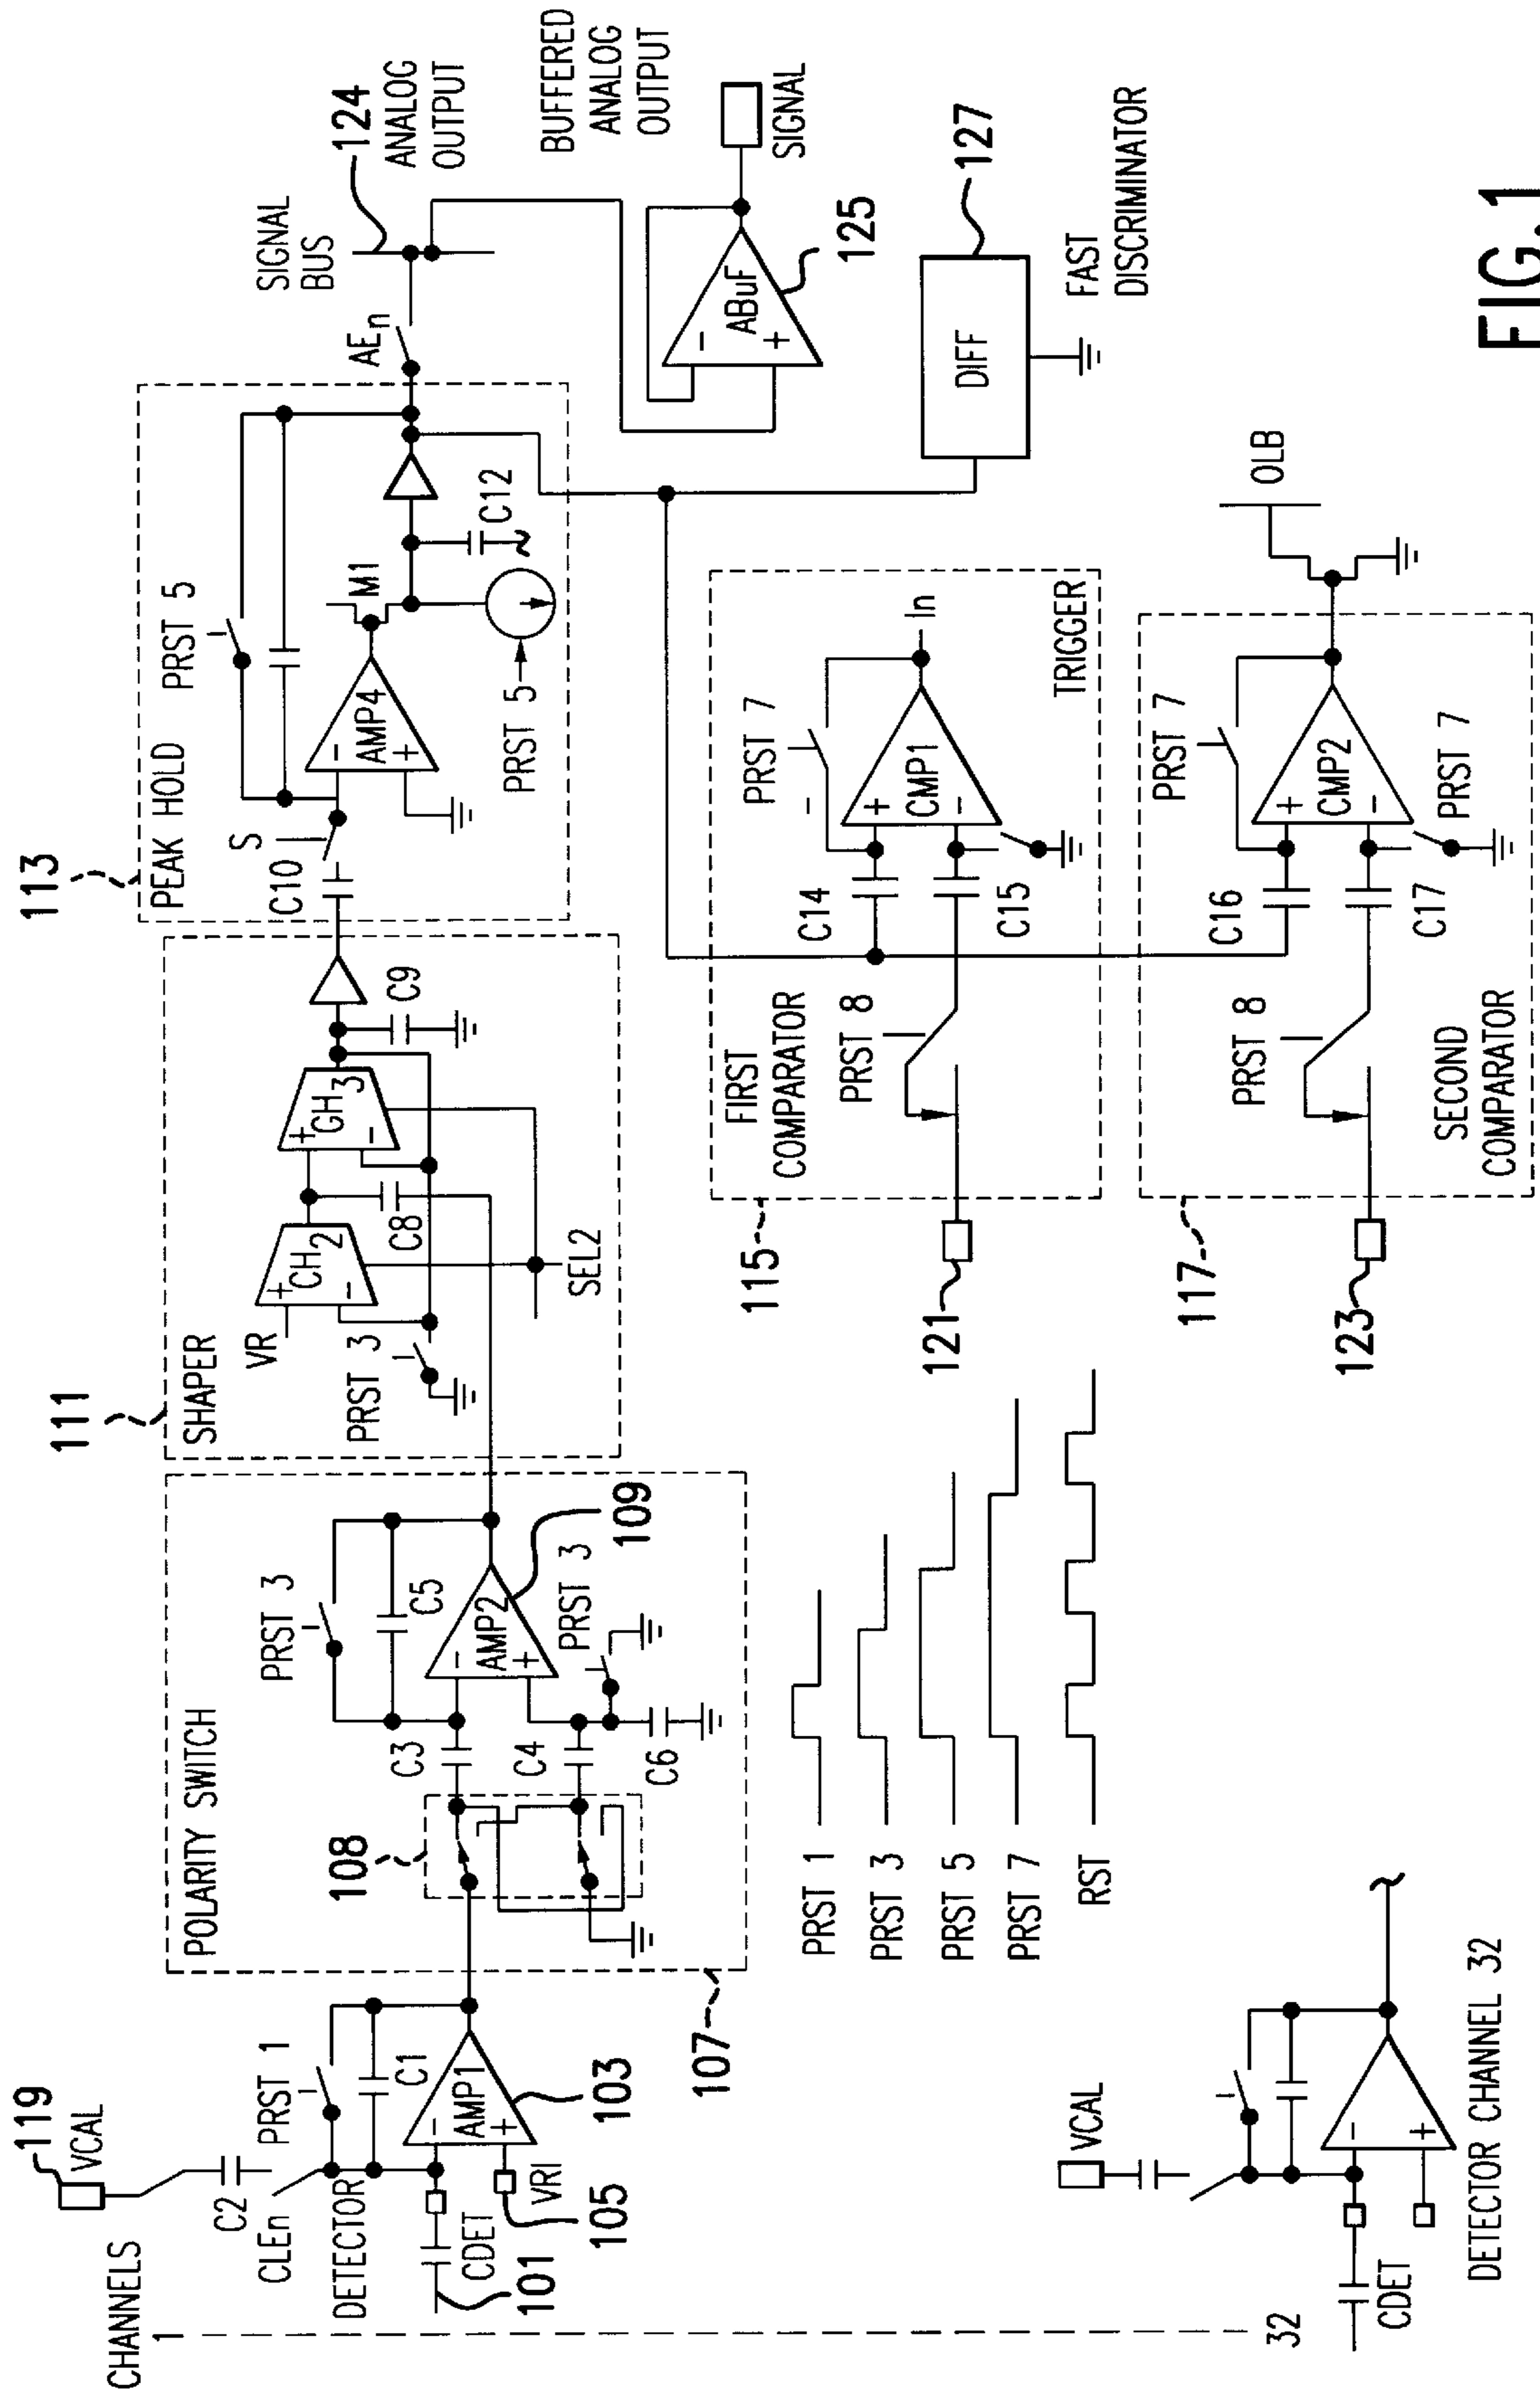 CHANNELS
1
32
119
VCAL
C2
CLEn
PRST 1
C1
DETECTOR
AMP1
-
+
CDET
VRI
101
105
103
107
POLARITY SWITCH
108
PRST 3
C3
C5
C4
C6
AMP2
-
+
PRST 3
109
111
SHAPER
VR
CH2
+
-
PRST 3
C8
GH3
+
-
C9
SEL2
113
PEAK HOLD
C10
S
PRST 5
AMP4
-
+
M1
PRST 5
C12
AEn
SIGNAL
BUS
124
ANALOG
OUTPUT
BUFFERED
ANALOG
OUTPUT
ABuF
-
+
125
SIGNAL
DIFF
127
FAST
DISCRIMINATOR
115
FIRST
COMPARATOR
PRST 8
C14
C15
PRST 7
-
CMP1
+
-
In
TRIGGER
121
117
SECOND
COMPARATOR
PRST 8
C16
C17
PRST 7
CMP2
+
-
PRST 7
OLB
123
PRST 1
PRST 3
PRST 5
PRST 7
RST
VCAL
-
+
CDET
DETECTOR CHANNEL 32
FIG.1